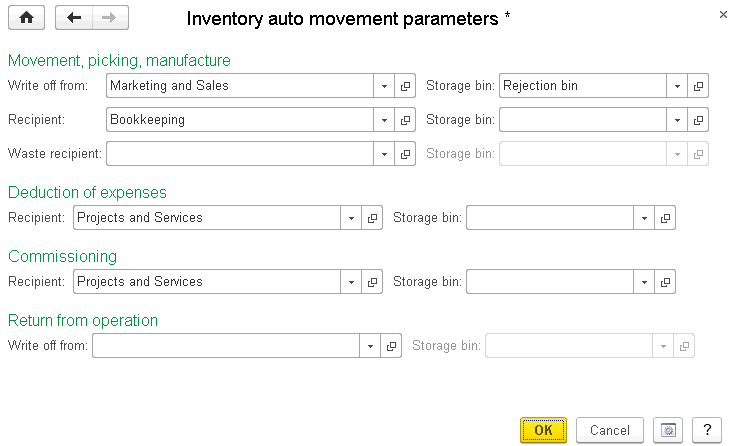 Inventory auto movement parameters *
Movement, picking, manufacture
Write off from: Marketing and Sales Storage bin: Rejection bin
Recipient: Bookkeeping Storage bin:
Waste recipient: Storage bin:
Deduction of expenses
Recipient: Projects and Services Storage bin:
Commissioning
Recipient: Projects and Services Storage bin:
Return from operation
Write off from: Storage bin:
OK Cancel ?